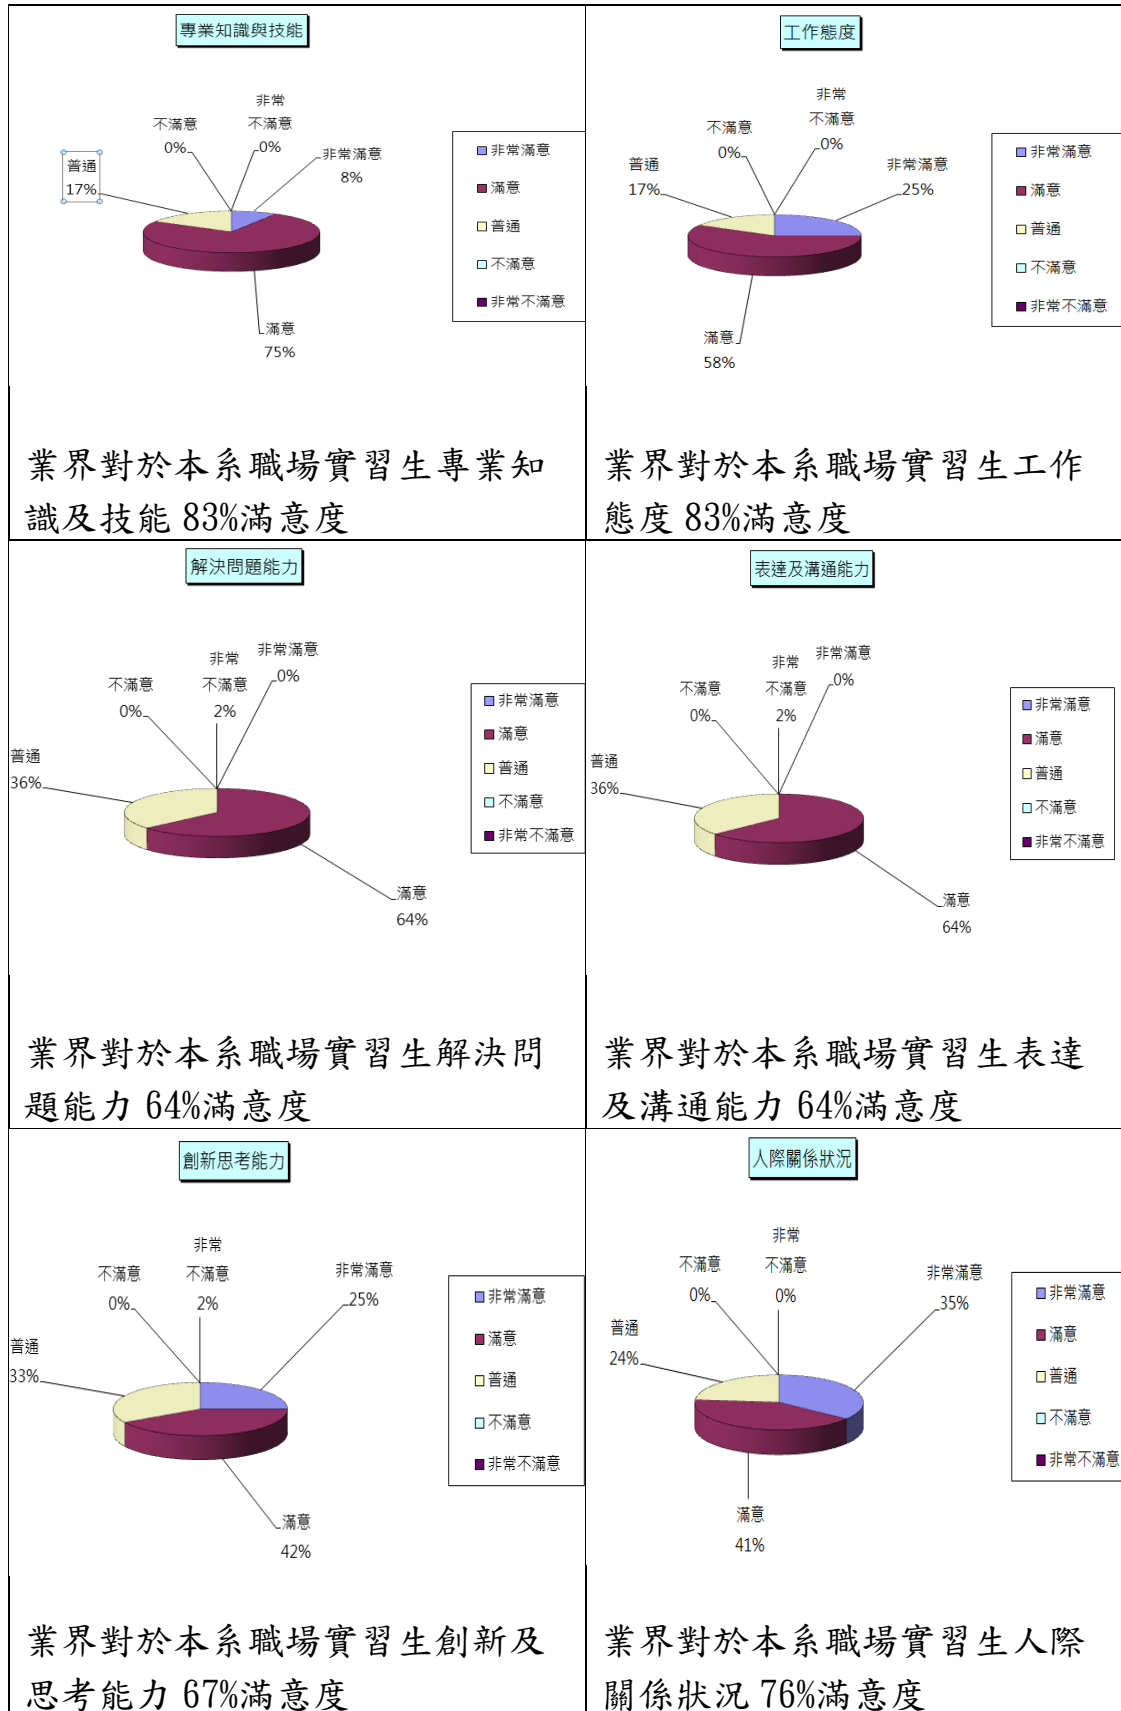 專業知識與技能
非常
不滿意
0%
不滿意
0%
非常滿意
8%
普通
17%
滿意
75%
非常滿意
滿意
普通
不滿意
非常不滿意
業界對於本系職場實習生專業知
識及技能 83%滿意度
工作態度
非常
不滿意
0%
不滿意
0%
非常滿意
25%
普通
17%
滿意
58%
非常滿意
滿意
普通
不滿意
非常不滿意
業界對於本系職場實習生工作
態度 83%滿意度
解決問題能力
非常滿意
0%
非常
不滿意
2%
不滿意
0%
普通
36%
滿意
64%
非常滿意
滿意
普通
不滿意
非常不滿意
業界對於本系職場實習生解決問
題能力 64%滿意度
表達及溝通能力
非常滿意
0%
非常
不滿意
2%
不滿意
0%
普通
36%
滿意
64%
非常滿意
滿意
普通
不滿意
非常不滿意
業界對於本系職場實習生表達
及溝通能力 64%滿意度
創新思考能力
非常
不滿意
2%
不滿意
0%
非常滿意
25%
普通
33%
滿意
42%
非常滿意
滿意
普通
不滿意
非常不滿意
業界對於本系職場實習生創新及
思考能力 67%滿意度
人際關係狀況
非常
不滿意
0%
不滿意
0%
非常滿意
35%
普通
24%
滿意
41%
非常滿意
滿意
普通
不滿意
非常不滿意
業界對於本系職場實習生人際
關係狀況 76%滿意度